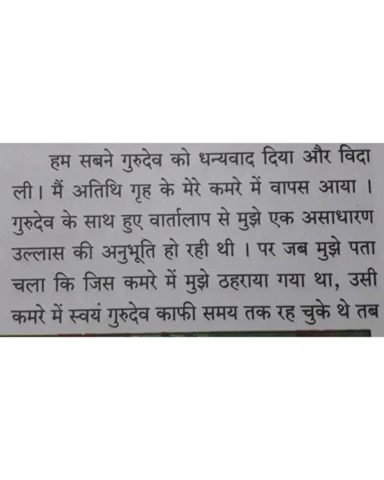 हम सबने गुरुदेव को धन्यवाद दिया और विदा
ली। मैं अतिथि गृह के मेरे कमरे में वापस आया ।
गुरुदेव के साथ हुए वार्तालाप से मुझे एक असाधारण
उल्लास की अनुभूति हो रही थी । पर जब मुझे पता
चला कि जिस कमरे में मुझे ठहराया गया था, उसी
कमरे में स्वयं गुरुदेव काफी समय तक रह चुके थे तब